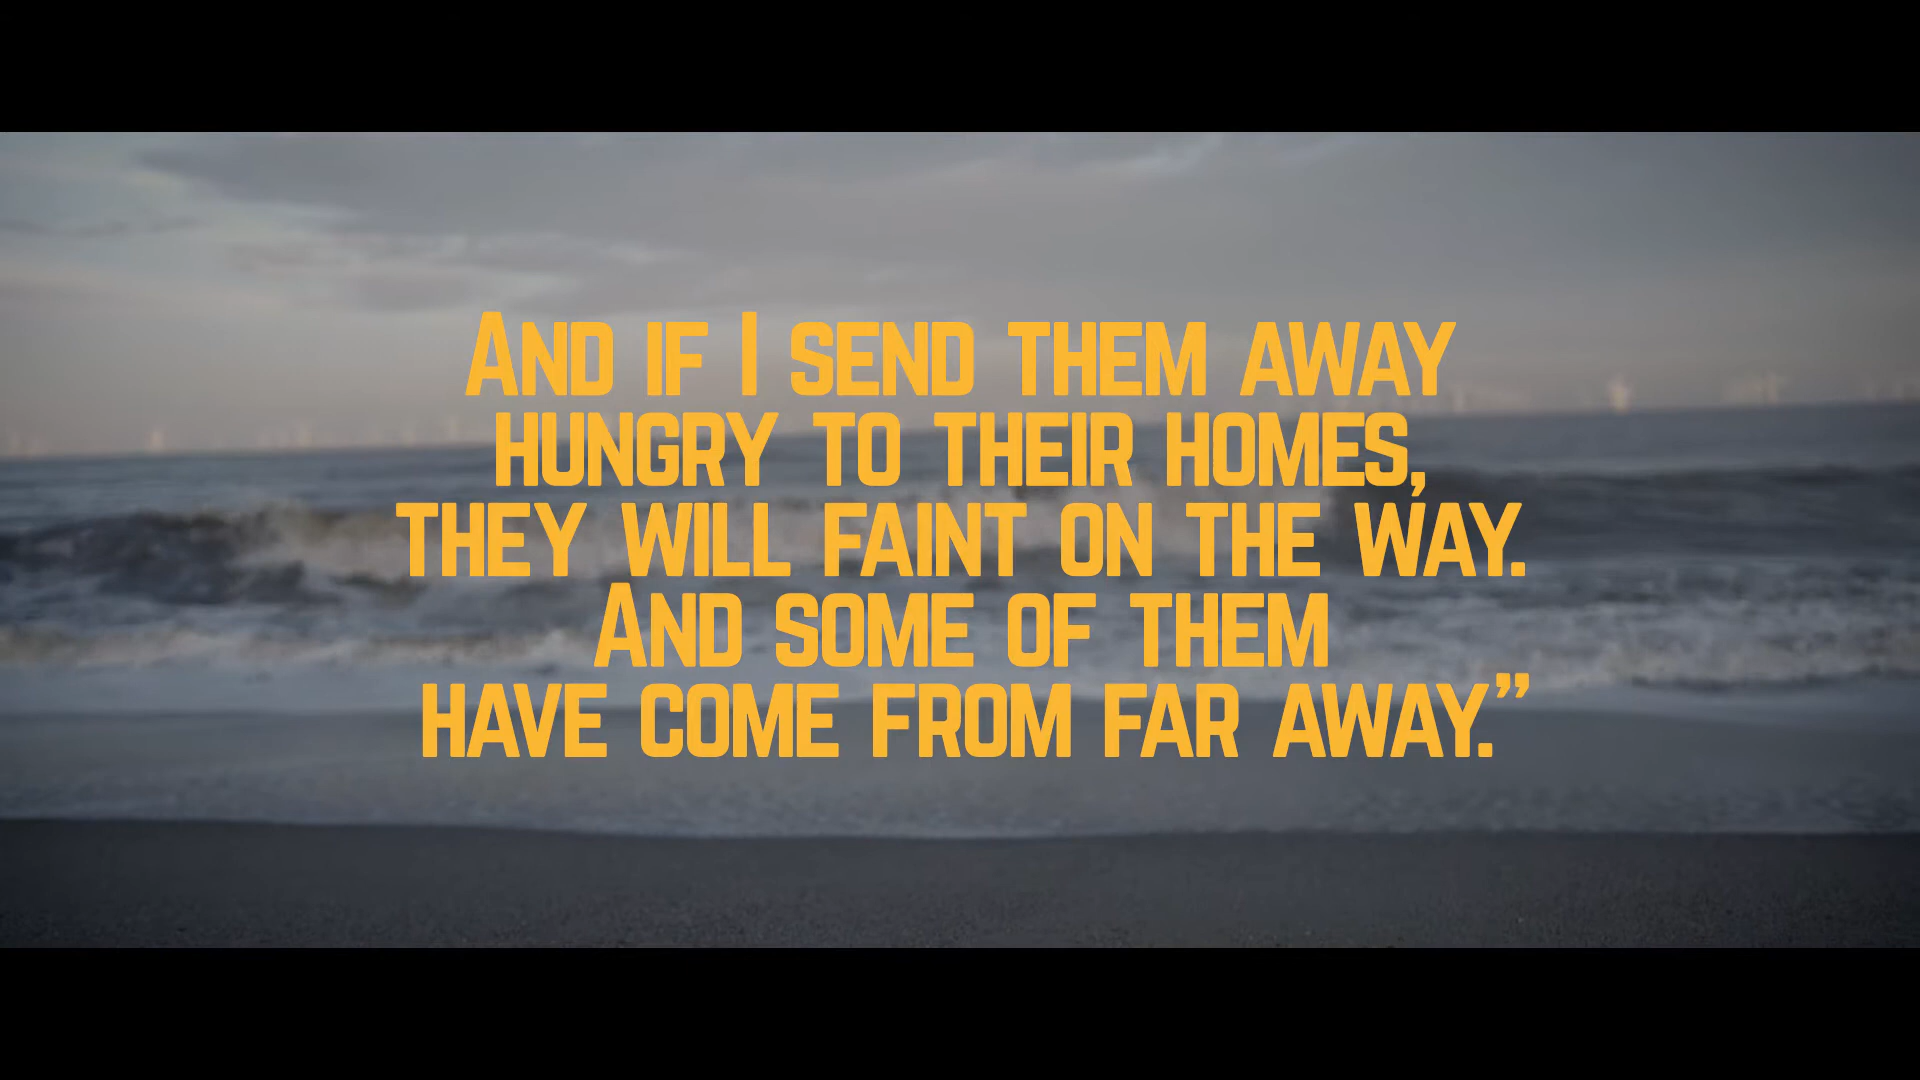 And if I send them away
hungry to their homes,
they will faint on the way.
And some of them
have come from far away.”